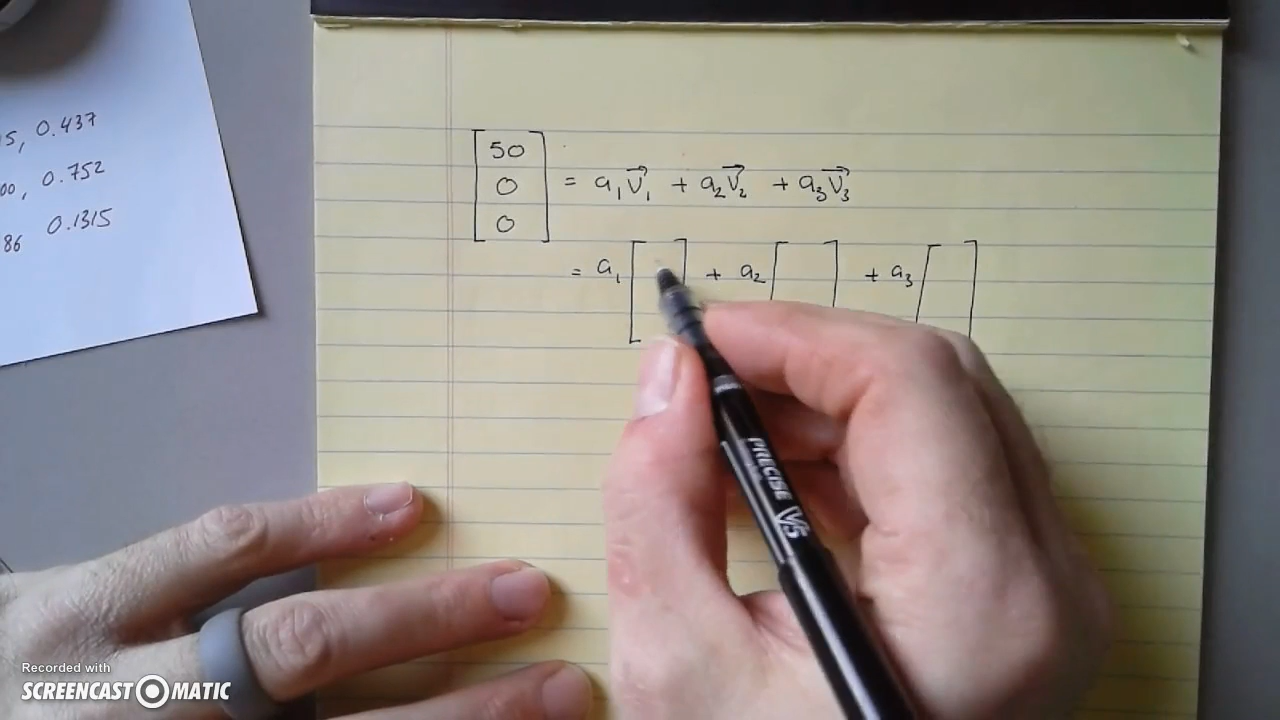 15, 0.437
00, 0.752
86 0.1315
50
0
0
= a₁v⃗₁ + a₂v⃗₂ + a₃v⃗₃
= a₁[ ] + a₂[ ] + a₃[ ]
PRECISE V5
Recorded with
SCREENCAST-O-MATIC